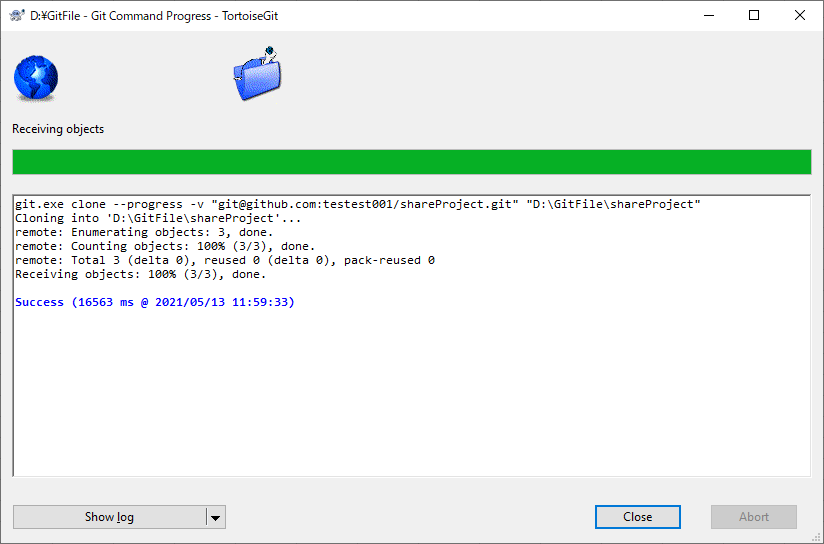 D:¥GitFile - Git Command Progress - TortoiseGit
Receiving objects
git.exe clone --progress -v "git@github.com:testest001/shareProject.git" "D:\GitFile\shareProject"
Cloning into 'D:\GitFile\shareProject'...
remote: Enumerating objects: 3, done.
remote: Counting objects: 100% (3/3), done.
remote: Total 3 (delta 0), reused 0 (delta 0), pack-reused 0
Receiving objects: 100% (3/3), done.
Success (16563 ms @ 2021/05/13 11:59:33)
Show log
Close
Abort